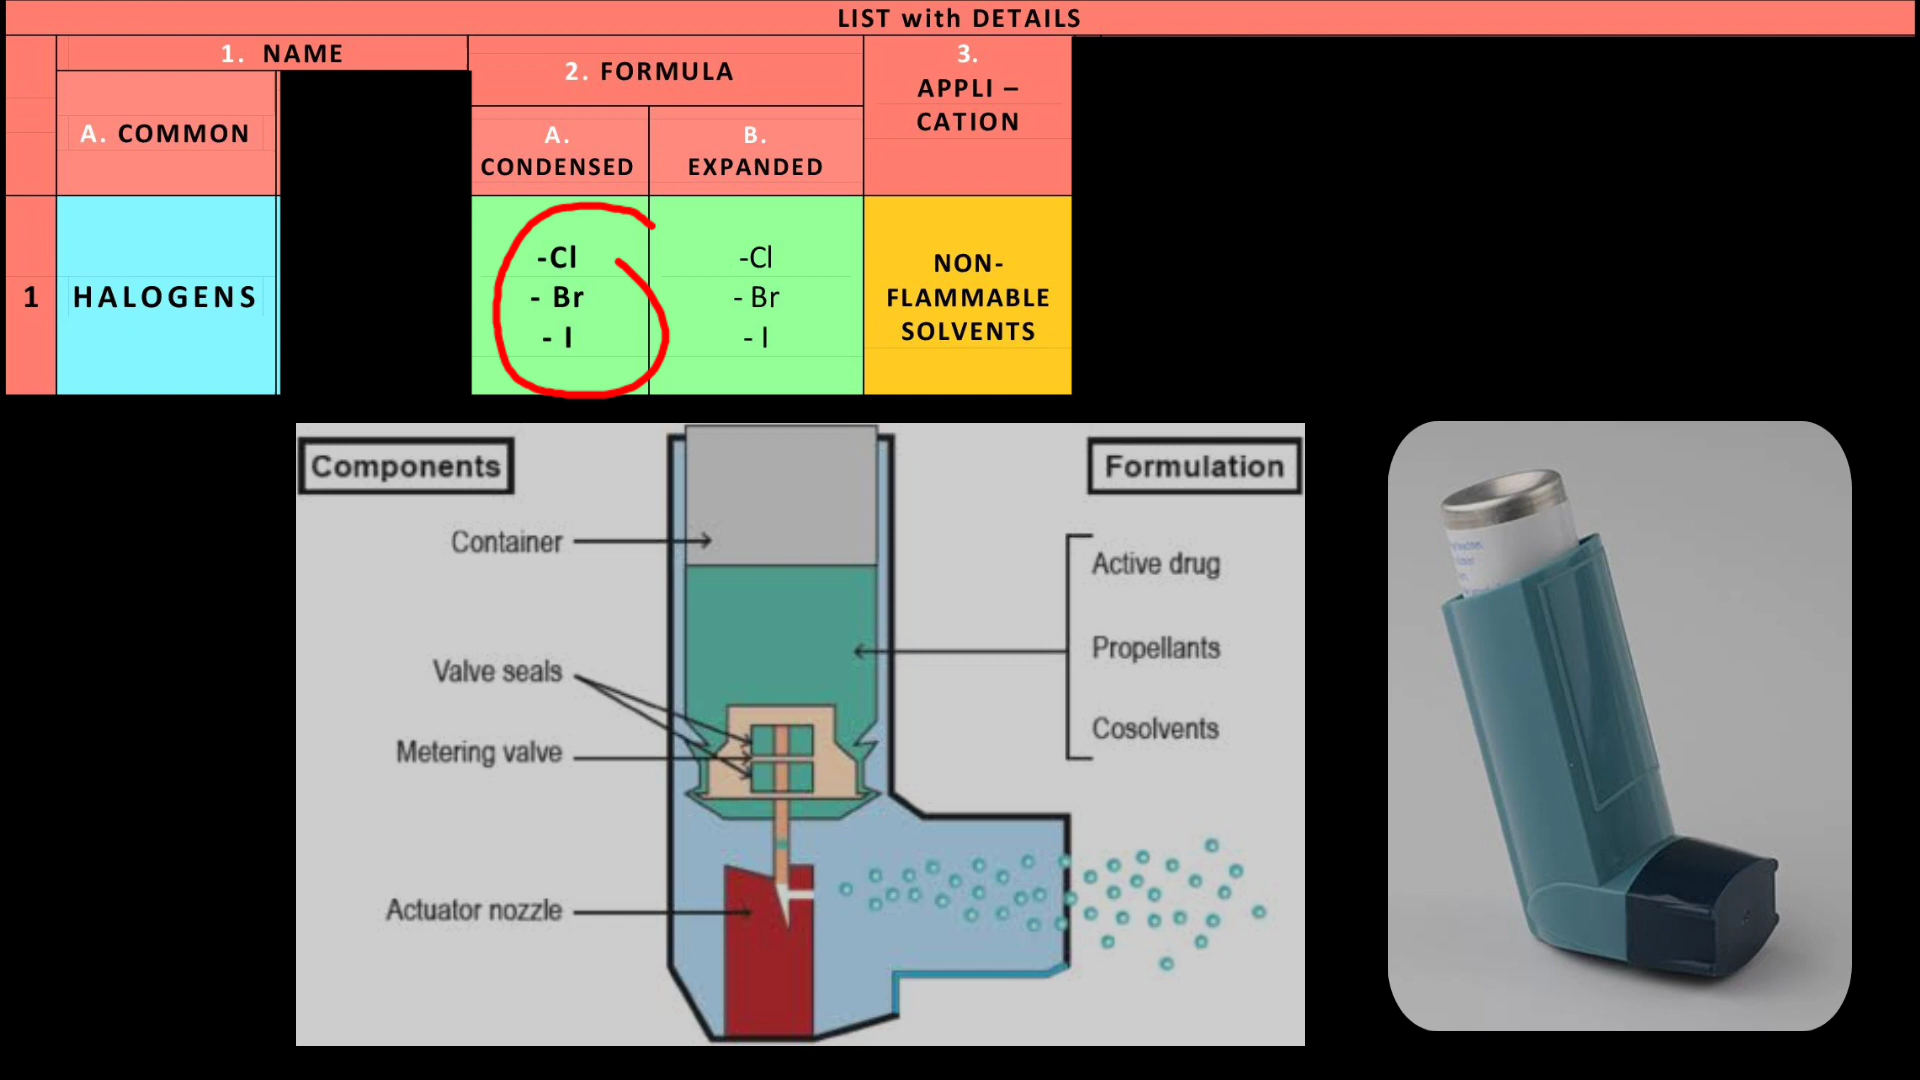 LIST with DETAILS
1. NAME
2. FORMULA
3.
APPLI –
CATION
A. COMMON
A.
CONDENSED
B.
EXPANDED
1
HALOGENS
-Cl
- Br
- I
-Cl
- Br
- I
NON-
FLAMMABLE
SOLVENTS
Components
Container
Valve seals
Metering valve
Actuator nozzle
Formulation
Active drug
Propellants
Cosolvents